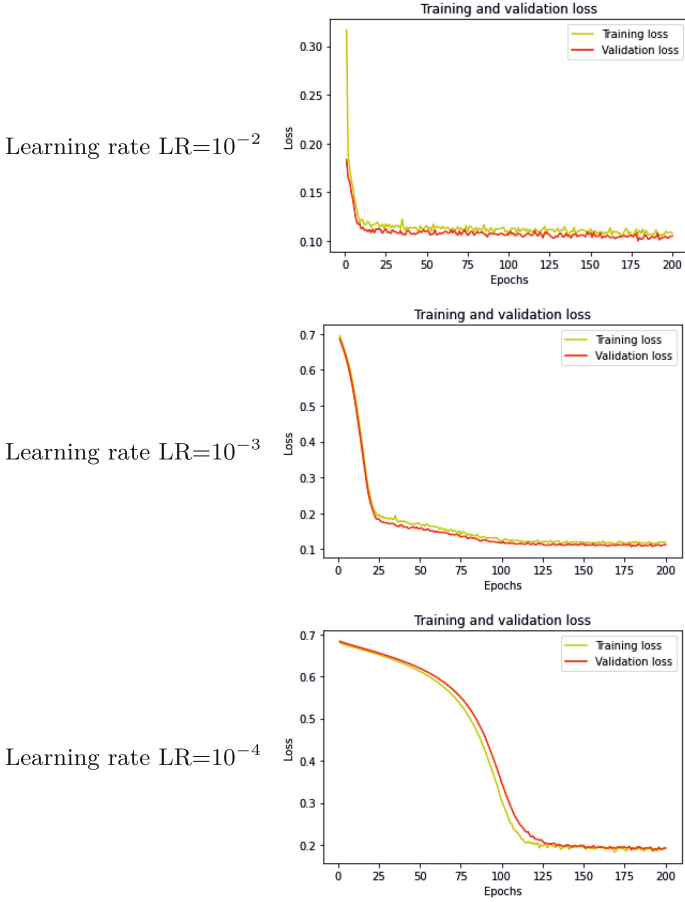 Training and validation loss
Training loss
Validation loss
0.30
0.25
0.20
0.15
0.10
Loss
Learning rate LR=10⁻²
0 25 50 75 100 125 150 175 200
Epochs
Training and validation loss
Training loss
Validation loss
0.7
0.6
0.5
0.4
0.3
0.2
0.1
Loss
Learning rate LR=10⁻³
0 25 50 75 100 125 150 175 200
Epochs
Training and validation loss
Training loss
Validation loss
0.7
0.6
0.5
0.4
0.3
0.2
Loss
Learning rate LR=10⁻⁴
0 25 50 75 100 125 150 175 200
Epochs